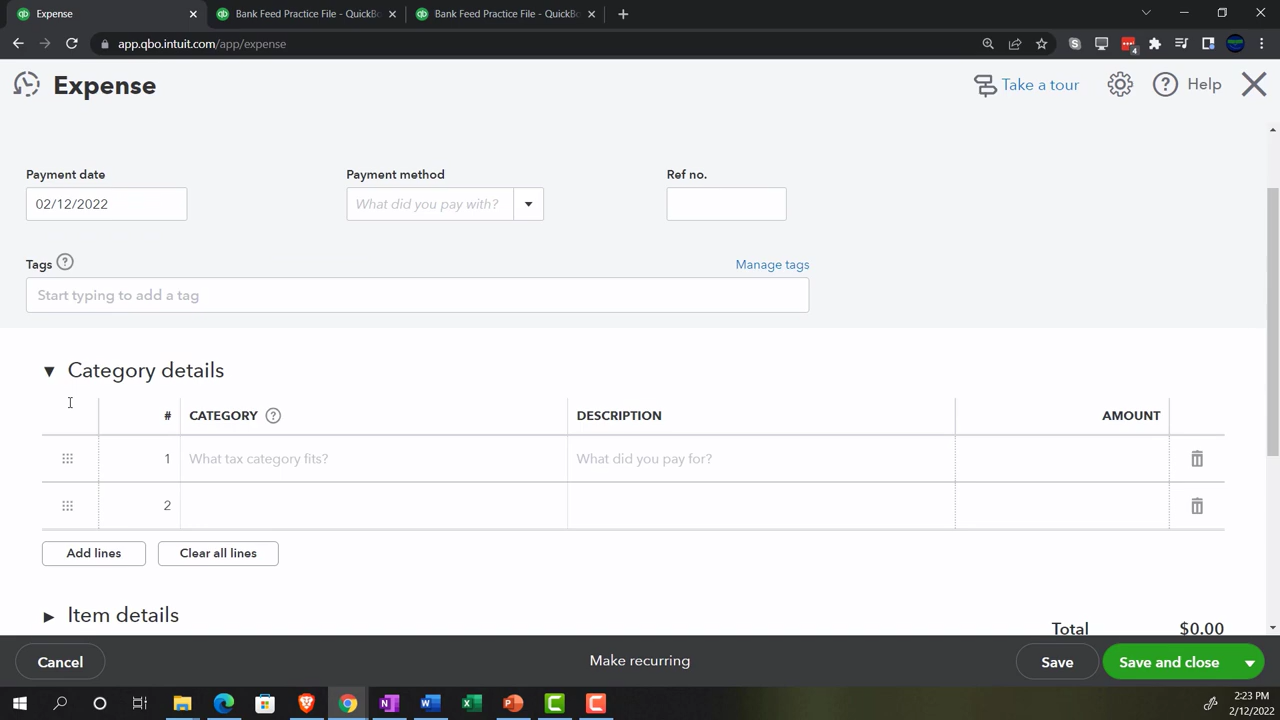 Expense
Bank Feed Practice File - QuickBo
Bank Feed Practice File - QuickBo
app.qbo.intuit.com/app/expense
4
Expense
Take a tour
Help
Payment date
Payment method
Ref no.
02/12/2022
What did you pay with?
Tags
Manage tags
Start typing to add a tag
Category details
# CATEGORY DESCRIPTION AMOUNT
1 What tax category fits? What did you pay for?
2
Add lines
Clear all lines
Item details
Total $0.00
Cancel
Make recurring
Save
Save and close
2:23 PM
2/12/2022